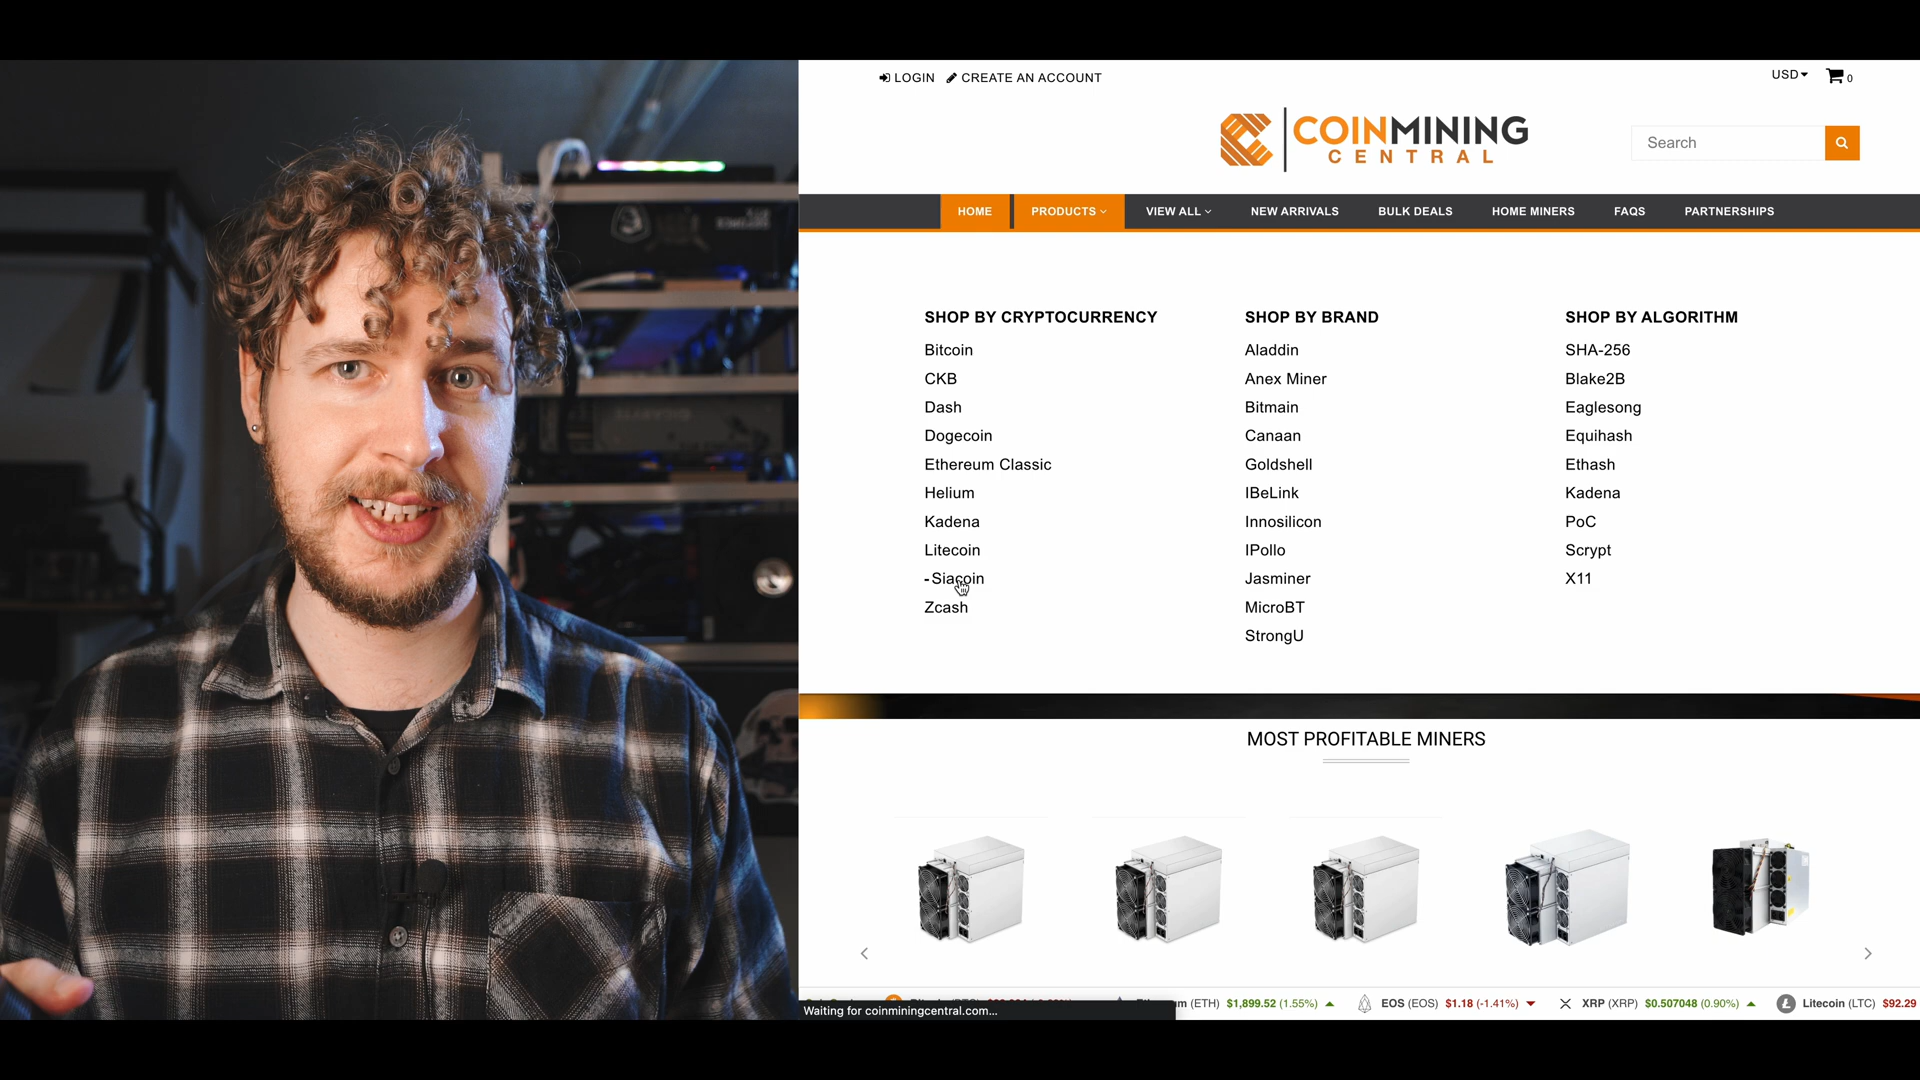 LOGIN CREATE AN ACCOUNT
USD 0
COINMINING
CENTRAL
Search
HOME PRODUCTS VIEW ALL NEW ARRIVALS BULK DEALS HOME MINERS FAQS PARTNERSHIPS
SHOP BY CRYPTOCURRENCY
Bitcoin
CKB
Dash
Dogecoin
Ethereum Classic
Helium
Kadena
Litecoin
- Siacoin
Zcash
SHOP BY BRAND
Aladdin
Anex Miner
Bitmain
Canaan
Goldshell
IBeLink
Innosilicon
IPollo
Jasminer
MicroBT
StrongU
SHOP BY ALGORITHM
SHA-256
Blake2B
Eaglesong
Equihash
Ethash
Kadena
PoC
Scrypt
X11
MOST PROFITABLE MINERS
(ETH) $1,899.52 (1.55%) EOS (EOS) $1.18 (-1.41%) XRP (XRP) $0.507048 (0.90%) Litecoin (LTC) $92.29
Waiting for coinminingcentral.com...